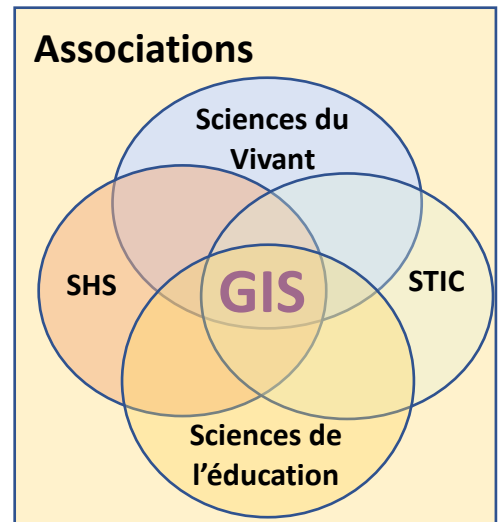 Associations
Sciences du
Vivant
SHS
GIS
STIC
Sciences de
l'éducation